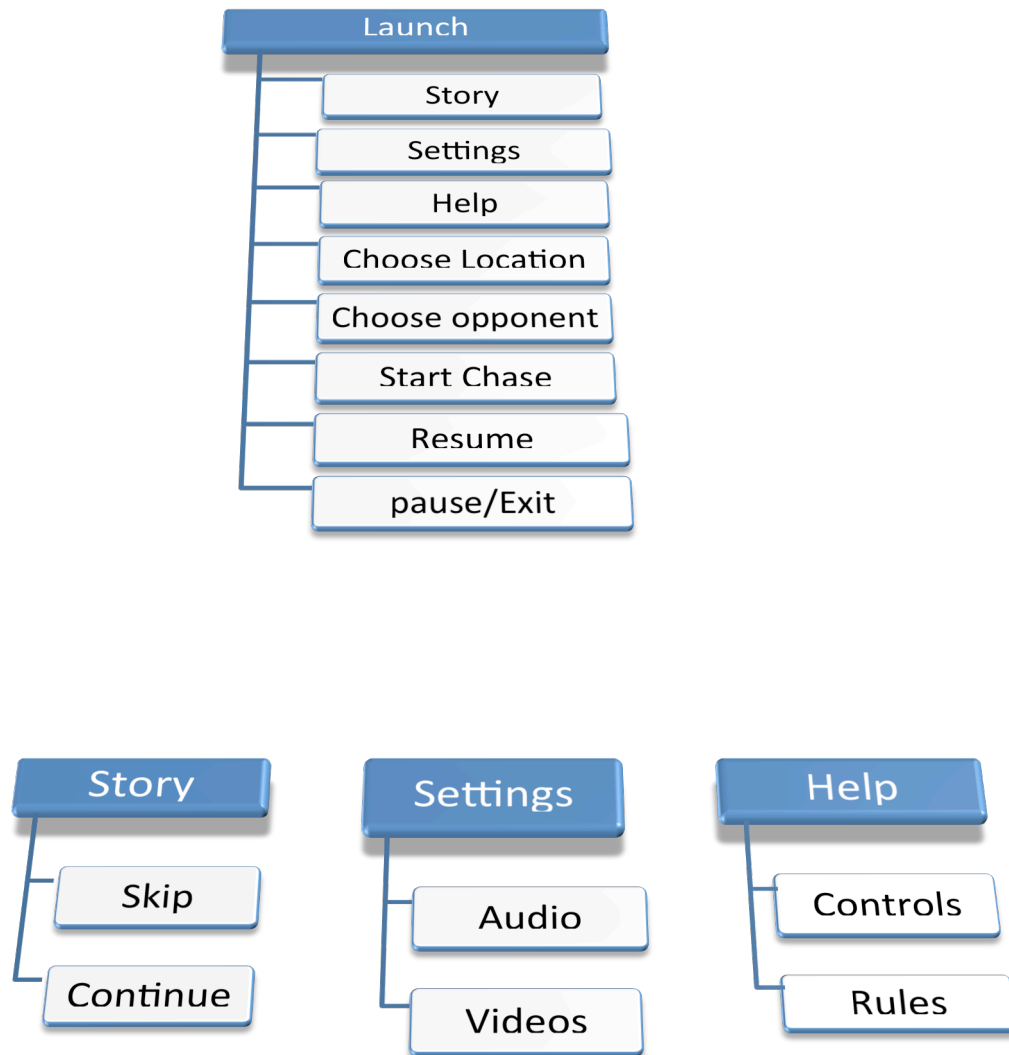 Launch
Story
Settings
Help
Choose Location
Choose opponent
Start Chase
Resume
pause/Exit
Story
Skip
Continue
Settings
Audio
Videos
Help
Controls
Rules